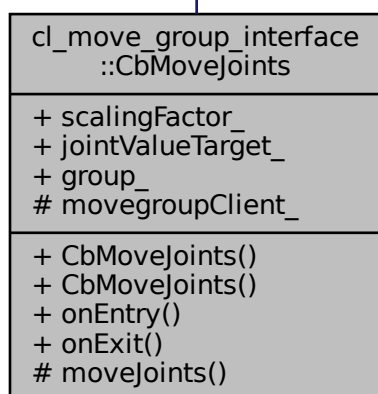 cl_move_group_interface
::CbMoveJoints
+ scalingFactor_
+ jointValueTarget_
+ group_
# movegroupClient_
+ CbMoveJoints()
+ CbMoveJoints()
+ onEntry()
+ onExit()
# moveJoints()